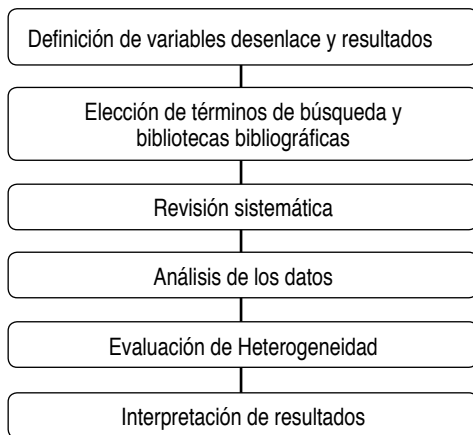 Definición de variables desenlace y resultados
Elección de términos de búsqueda y
bibliotecas bibliográficas
Revisión sistemática
Análisis de los datos
Evaluación de Heterogeneidad
Interpretación de resultados